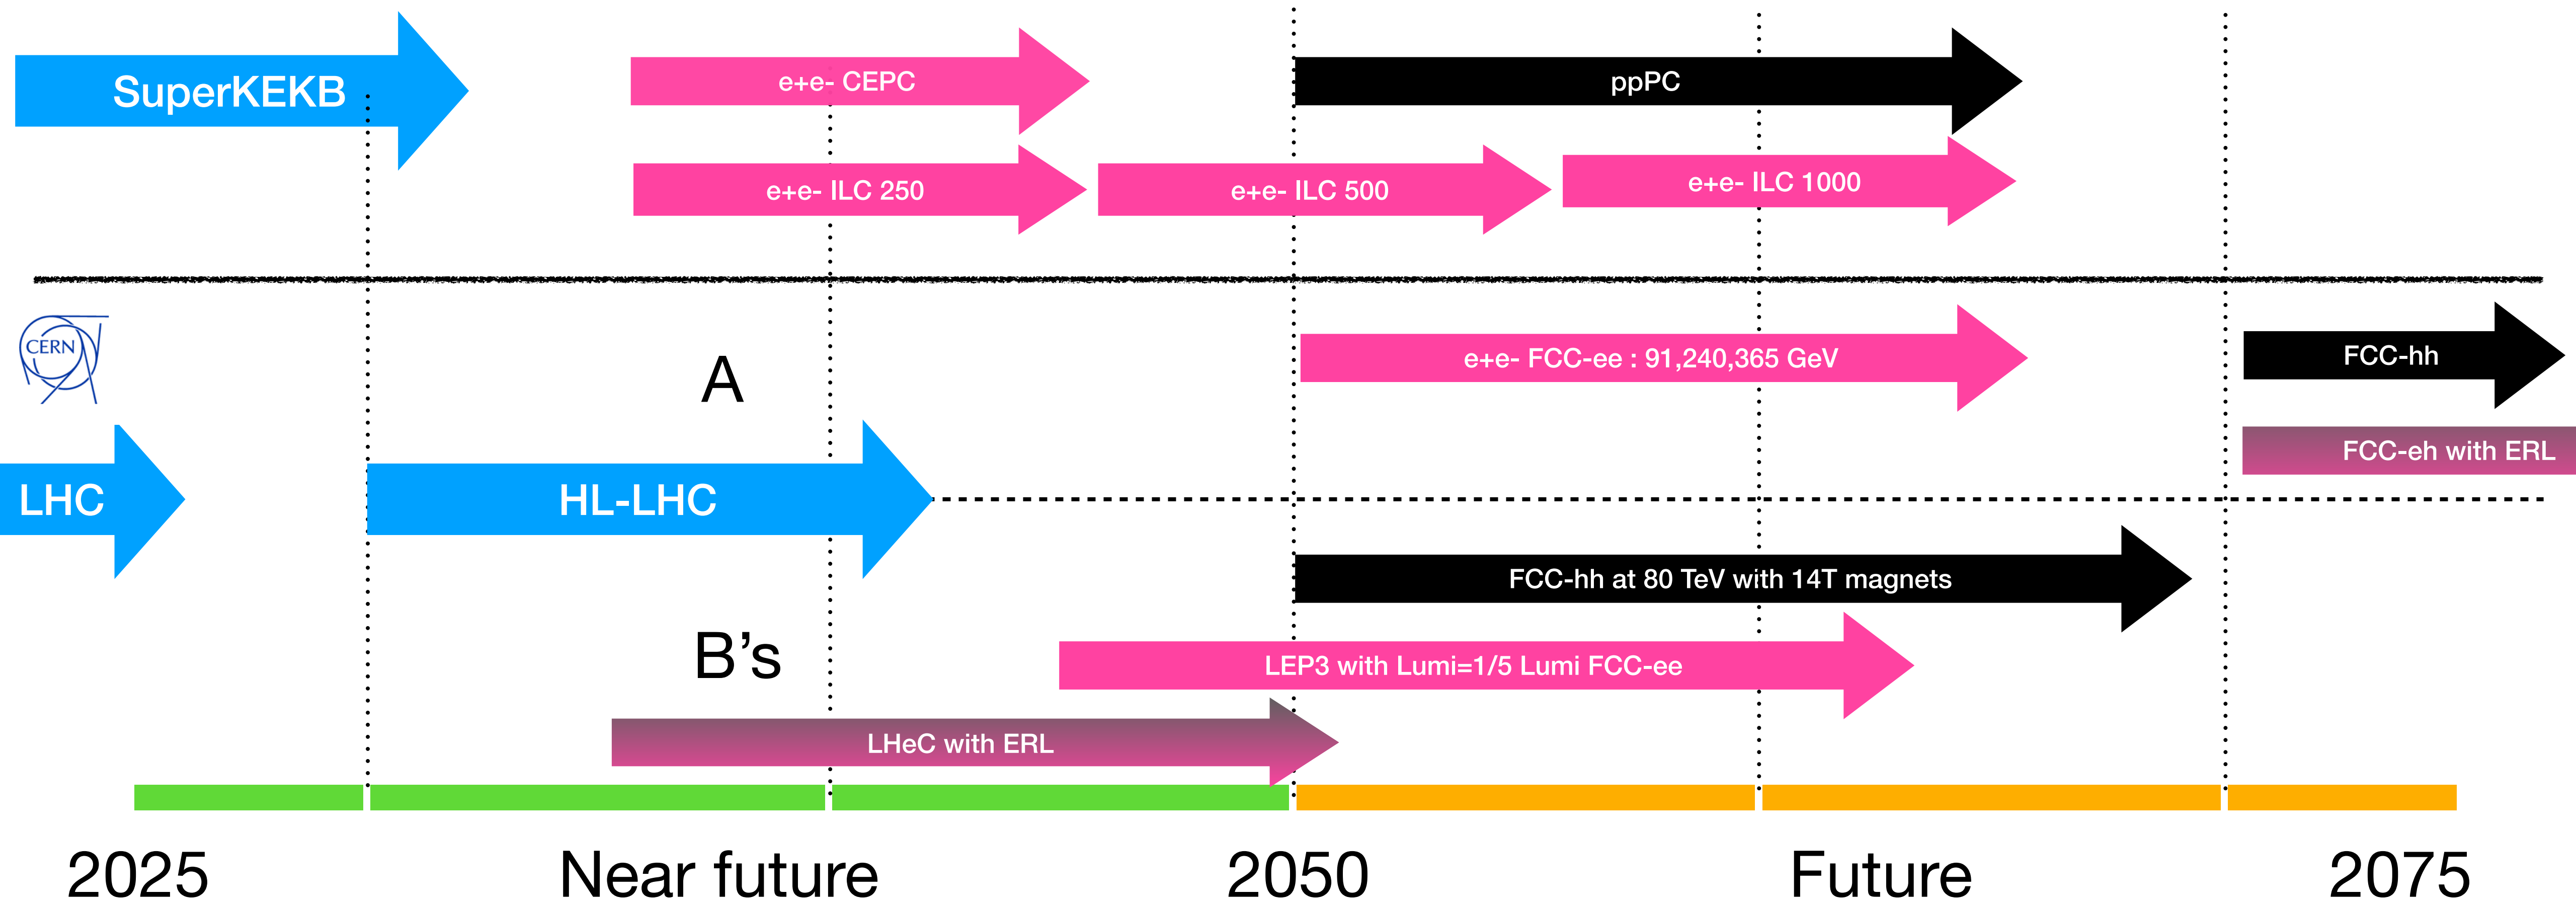 SuperKEKB
e+e- CEPC
ppPC
e+e- ILC 250
e+e- ILC 500
e+e- ILC 1000
CERN
A
e+e- FCC-ee : 91,240,365 GeV
FCC-hh
FCC-eh with ERL
LHC
HL-LHC
FCC-hh at 80 TeV with 14T magnets
B’s
LEP3 with Lumi=1/5 Lumi FCC-ee
LHeC with ERL
2025
Near future
2050
Future
2075